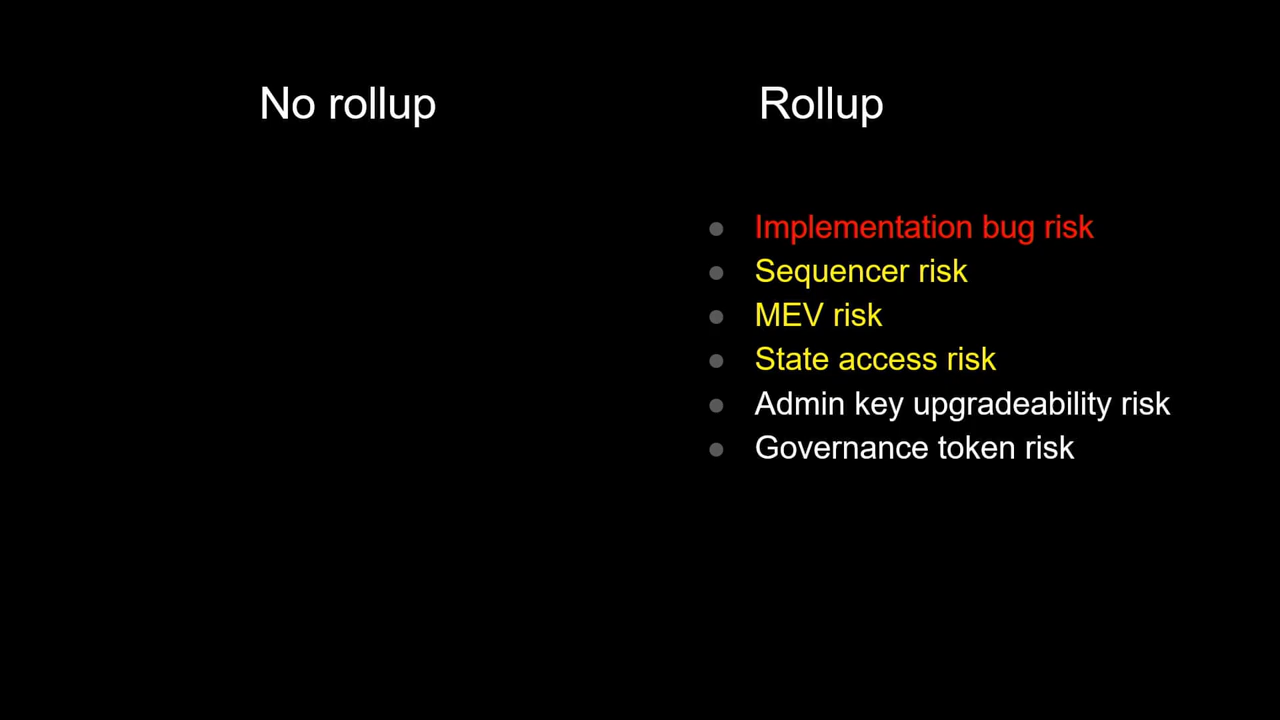 No rollup
Rollup
Implementation bug risk
Sequencer risk
MEV risk
State access risk
Admin key upgradeability risk
Governance token risk